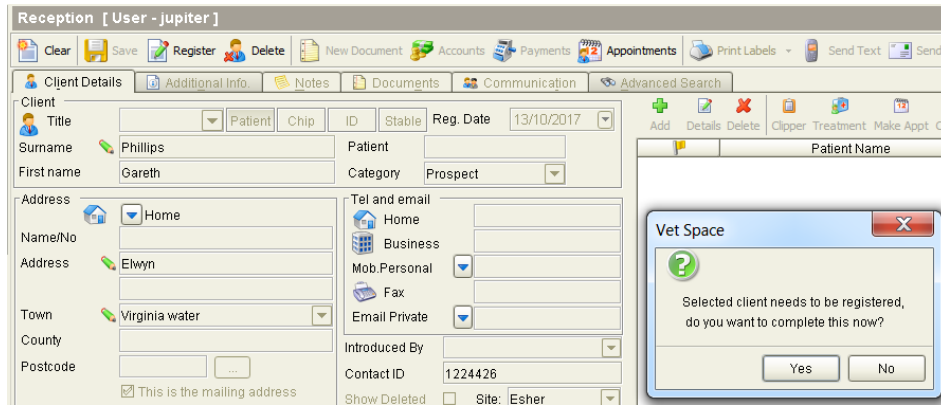 Reception [ User - jupiter ]
Clear Save Register Delete New Document Accounts Payments Appointments Print Labels Send Text Send
Client Details Additional Info. Notes Documents Communication Advanced Search
Client
Title Patient Chip ID Stable Reg. Date 13/10/2017
Surname Phillips Patient
First name Gareth Category Prospect
Add Details Delete Clipper Treatment Make Appt
Patient Name
Address
Home
Name/No
Address Elwyn
Town Virginia water
County
Postcode ...
This is the mailing address
Tel and email
Home
Business
Mob.Personal
Fax
Email Private
Introduced By
Contact ID 1224426
Show Deleted Site: Esher
Vet Space X
?
Selected client needs to be registered,
do you want to complete this now?
Yes No